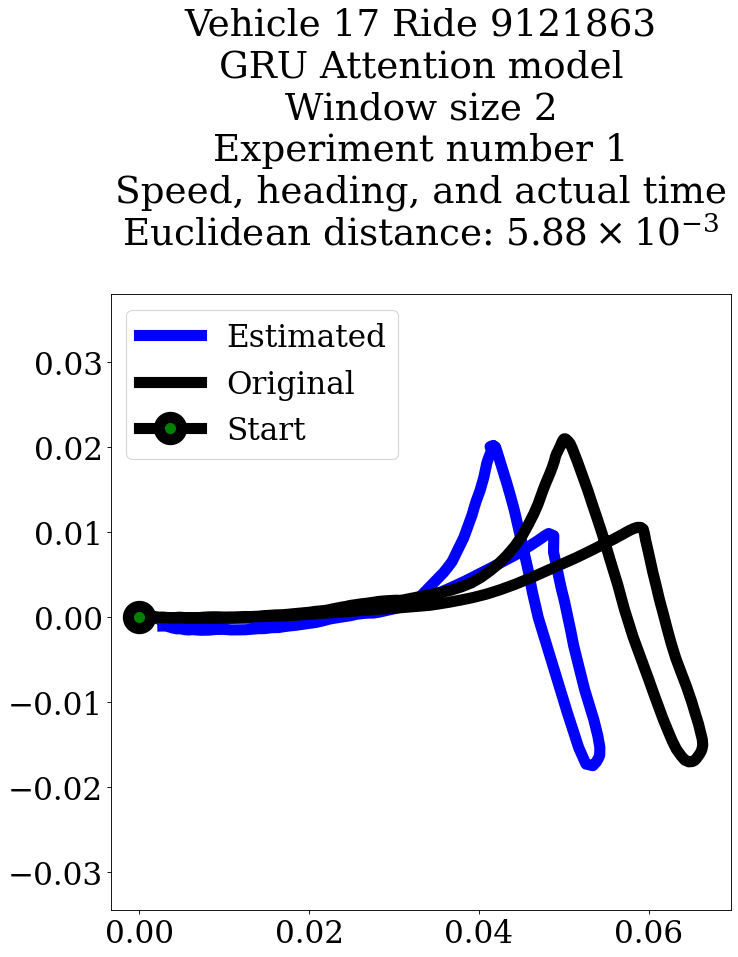 Vehicle 17 Ride 9121863
GRU Attention model
Window size 2
Experiment number 1
Speed, heading, and actual time
Euclidean distance: 5.88 × 10⁻³
Estimated
Original
Start
0.03
0.02
0.01
0.00
−0.01
−0.02
−0.03
0.00 0.02 0.04 0.06